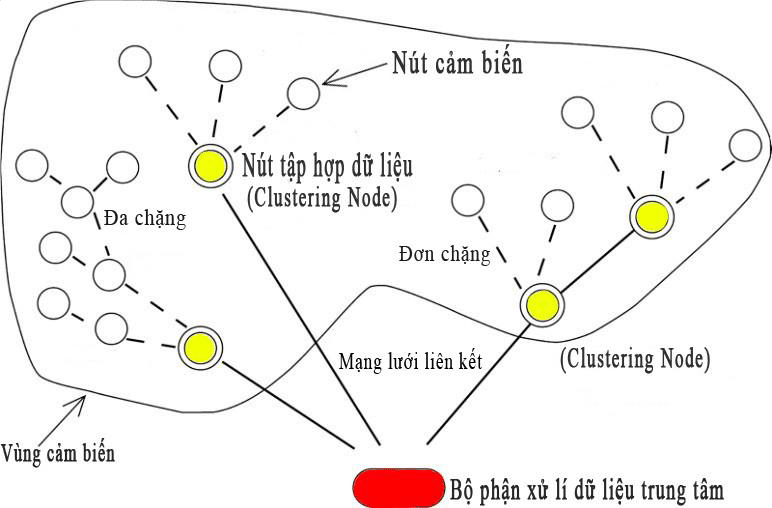 Nút cảm biến
Nút tập hợp dữ liệu
(Clustering Node)
Đa chặng
Đơn chặng
Mạng lưới liên kết
(Clustering Node)
Vùng cảm biến
Bộ phận xử lí dữ liệu trung tâm